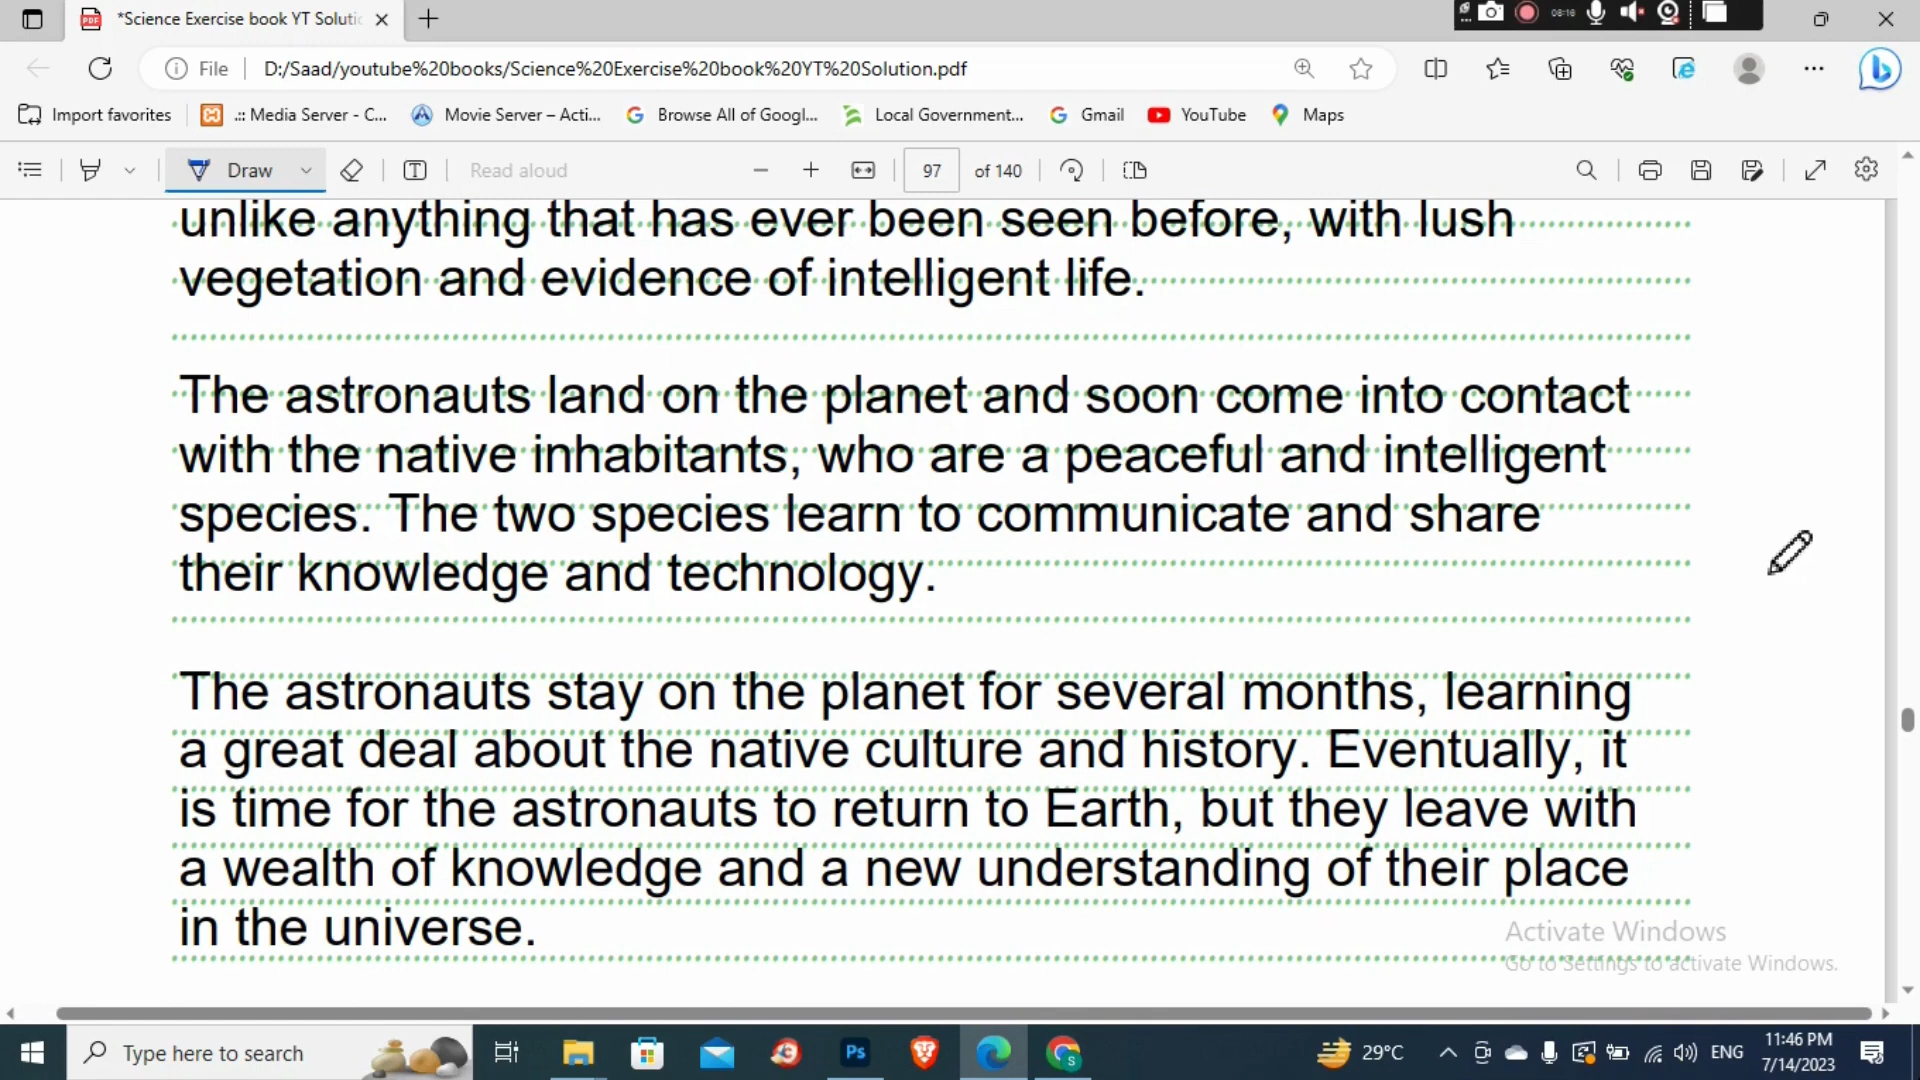 *Science Exercise book YT Soluti
08:16
File
D:/Saad/youtube%20books/Science%20Exercise%20book%20YT%20Solution.pdf
Import favorites
.:: Media Server - C...
Movie Server – Acti...
Browse All of Googl...
Local Government...
Gmail
YouTube
Maps
Draw
Read aloud
97
of 140
unlike anything that has ever been seen before, with lush
vegetation and evidence of intelligent life.
The astronauts land on the planet and soon come into contact
with the native inhabitants, who are a peaceful and intelligent
species. The two species learn to communicate and share
their knowledge and technology.
The astronauts stay on the planet for several months, learning
a great deal about the native culture and history. Eventually, it
is time for the astronauts to return to Earth, but they leave with
a wealth of knowledge and a new understanding of their place
in the universe.
Activate Windows
Go to Settings to activate Windows.
Type here to search
Ps
29°C
ENG
11:46 PM
7/14/2023